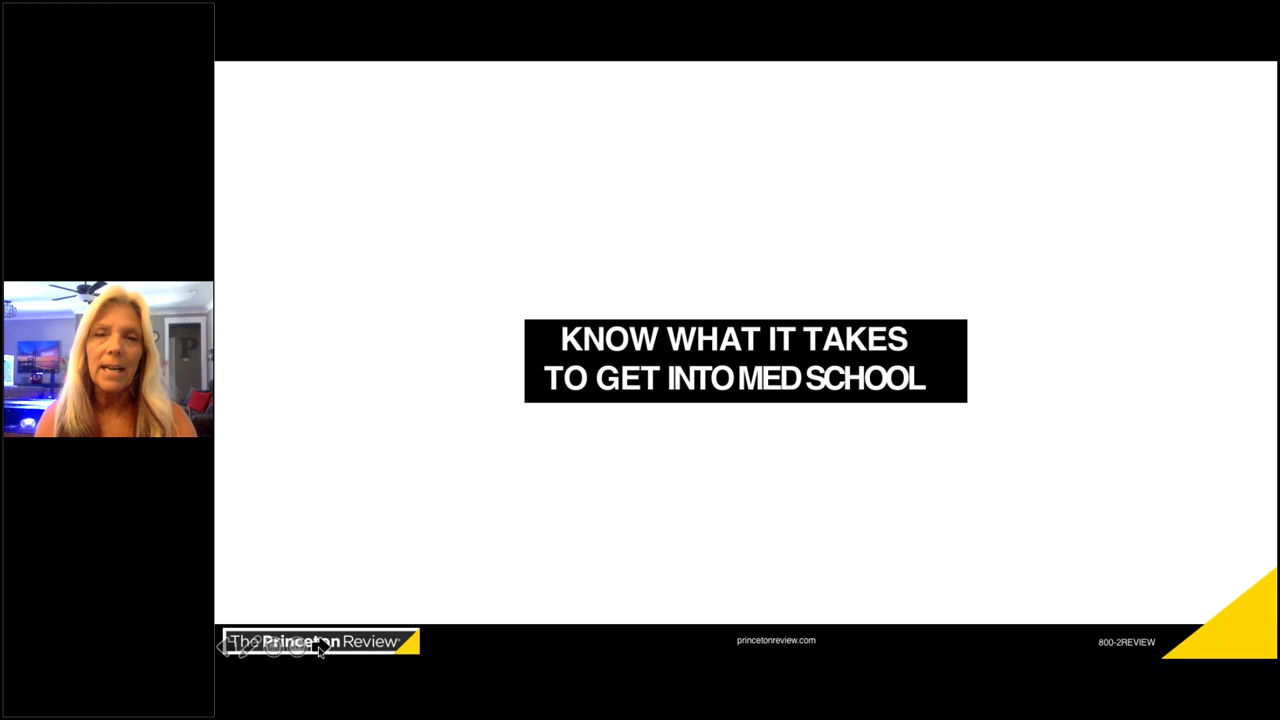 KNOW WHAT IT TAKES
TO GET INTO MED SCHOOL
The Princeton Review
princetonreview.com
800-2REVIEW
P